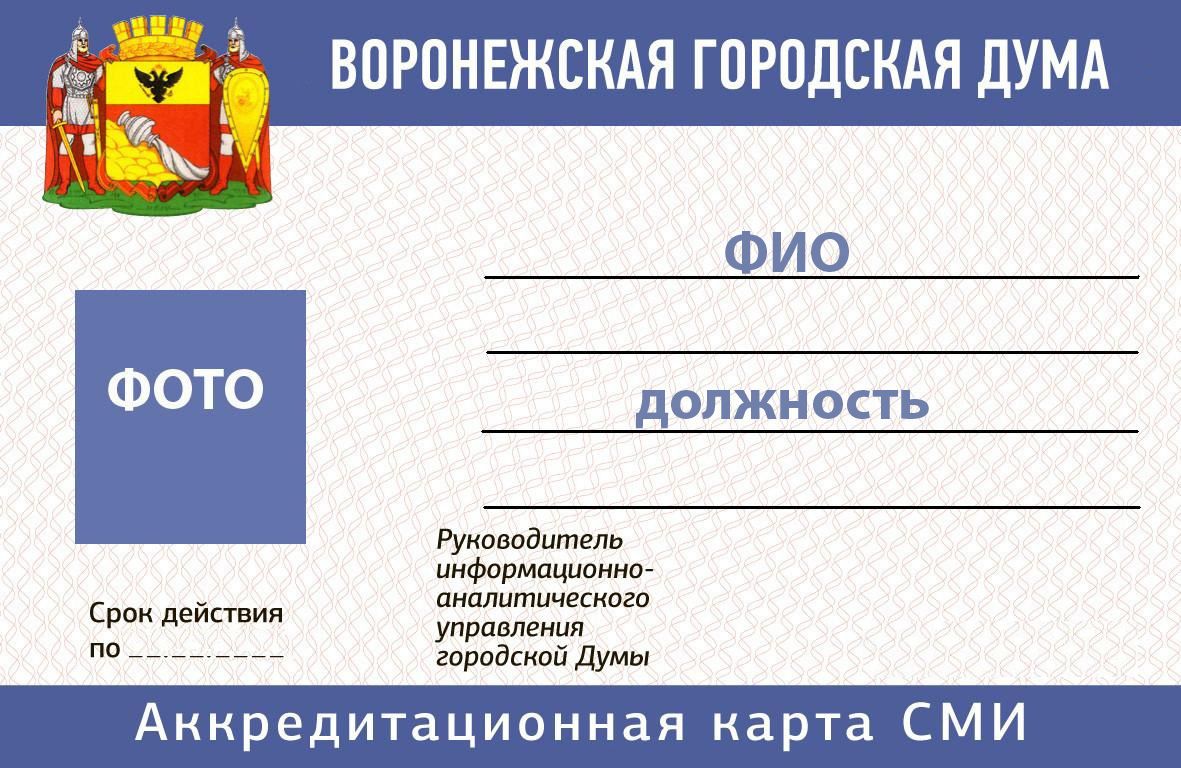 ВОРОНЕЖСКАЯ ГОРОДСКАЯ ДУМА
ФИО
ФОТО
должность
Руководитель
информационно-
аналитического
управления
городской Думы
Срок действия
по __.__.____
Аккредитационная карта СМИ